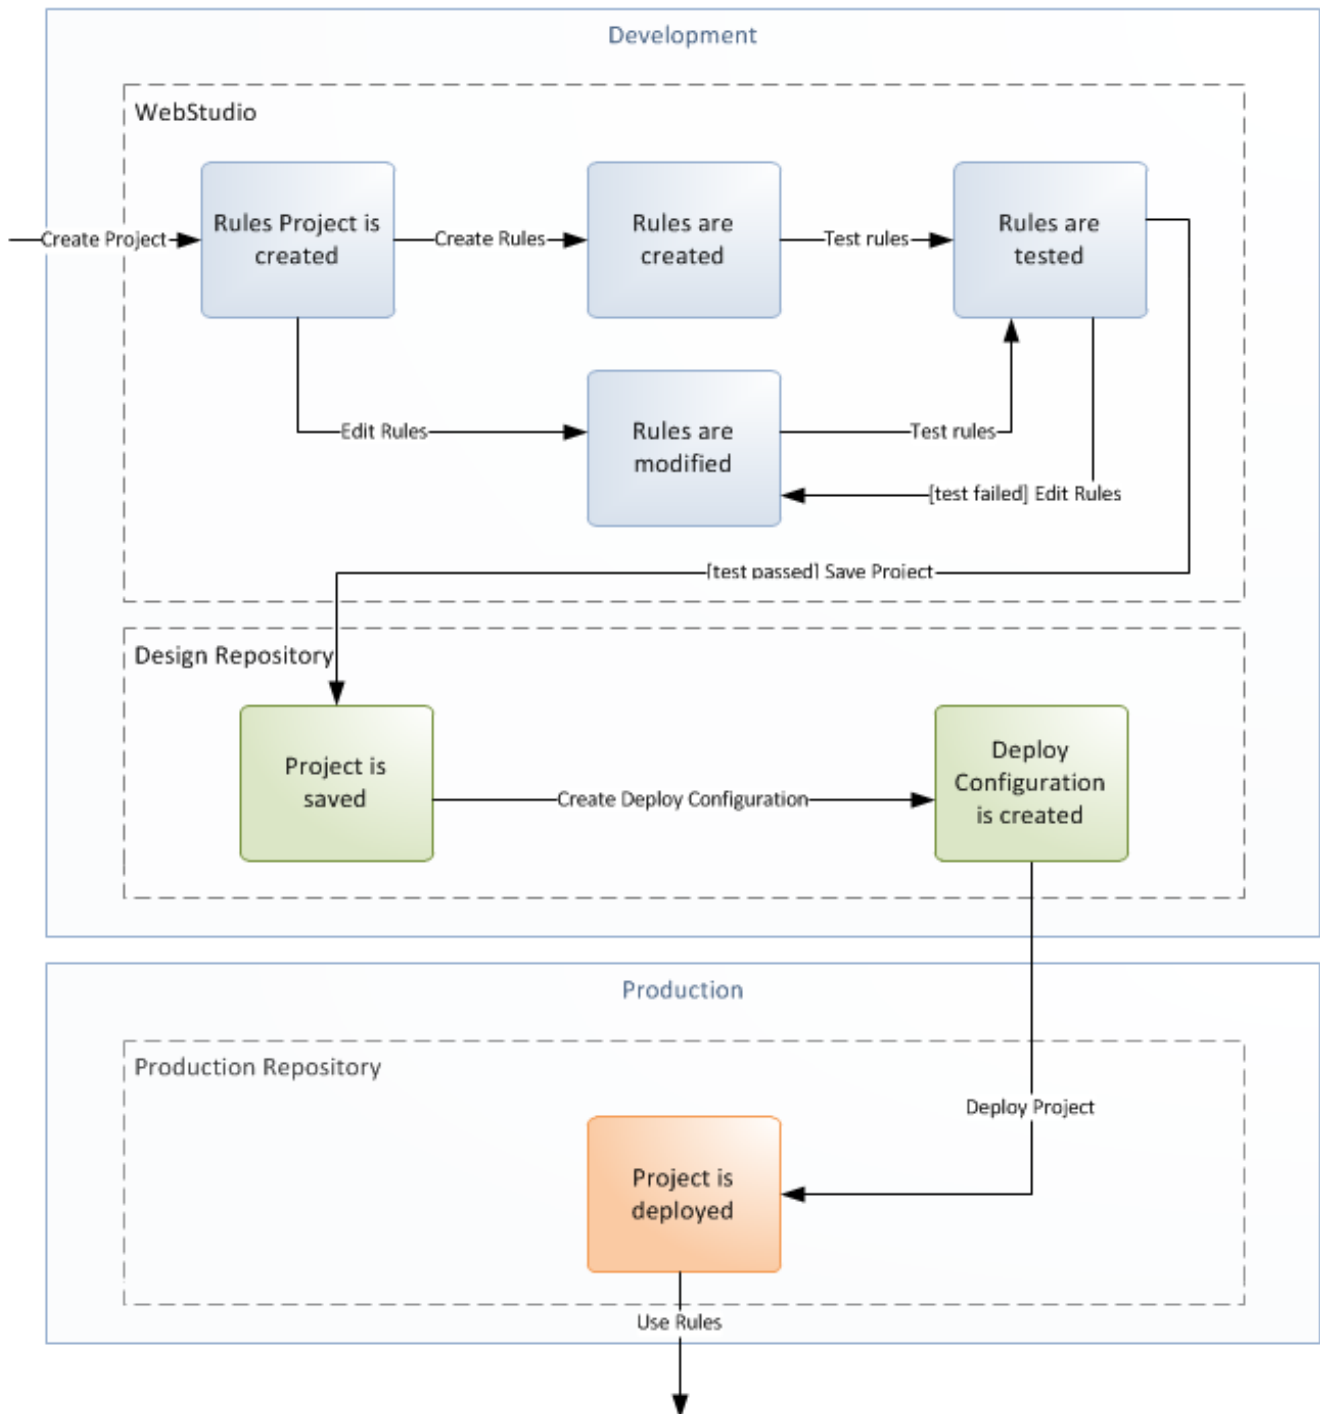 Development
WebStudio
Create Project
Rules Project is
created
Create Rules
Rules are
created
Test rules
Rules are
tested
Edit Rules
Rules are
modified
Test rules
[test failed] Edit Rules
[test passed] Save Project
Design Repository
Project is
saved
Create Deploy Configuration
Deploy
Configuration
is created
Production
Production Repository
Deploy Project
Project is
deployed
Use Rules